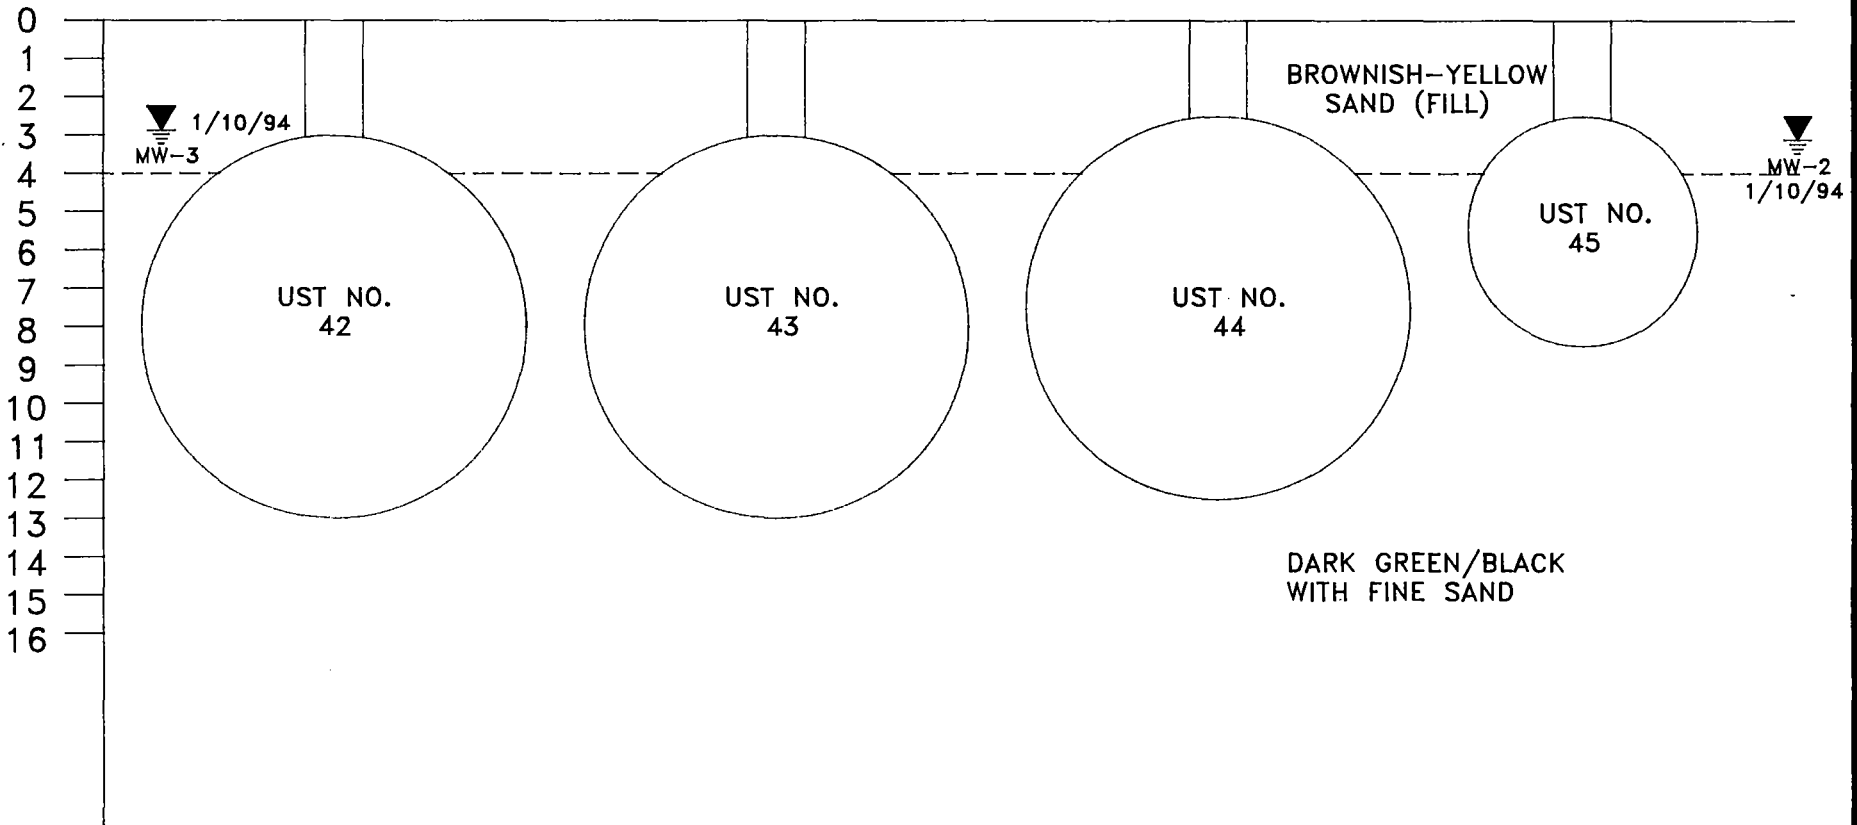 0
1
2
3
4
5
6
7
8
9
10
11
12
13
14
15
16
1/10/94
MW-3
BROWNISH-YELLOW
SAND (FILL)
MW-2
1/10/94
UST NO.
42
UST NO.
43
UST NO.
44
UST NO.
45
DARK GREEN/BLACK
WITH FINE SAND